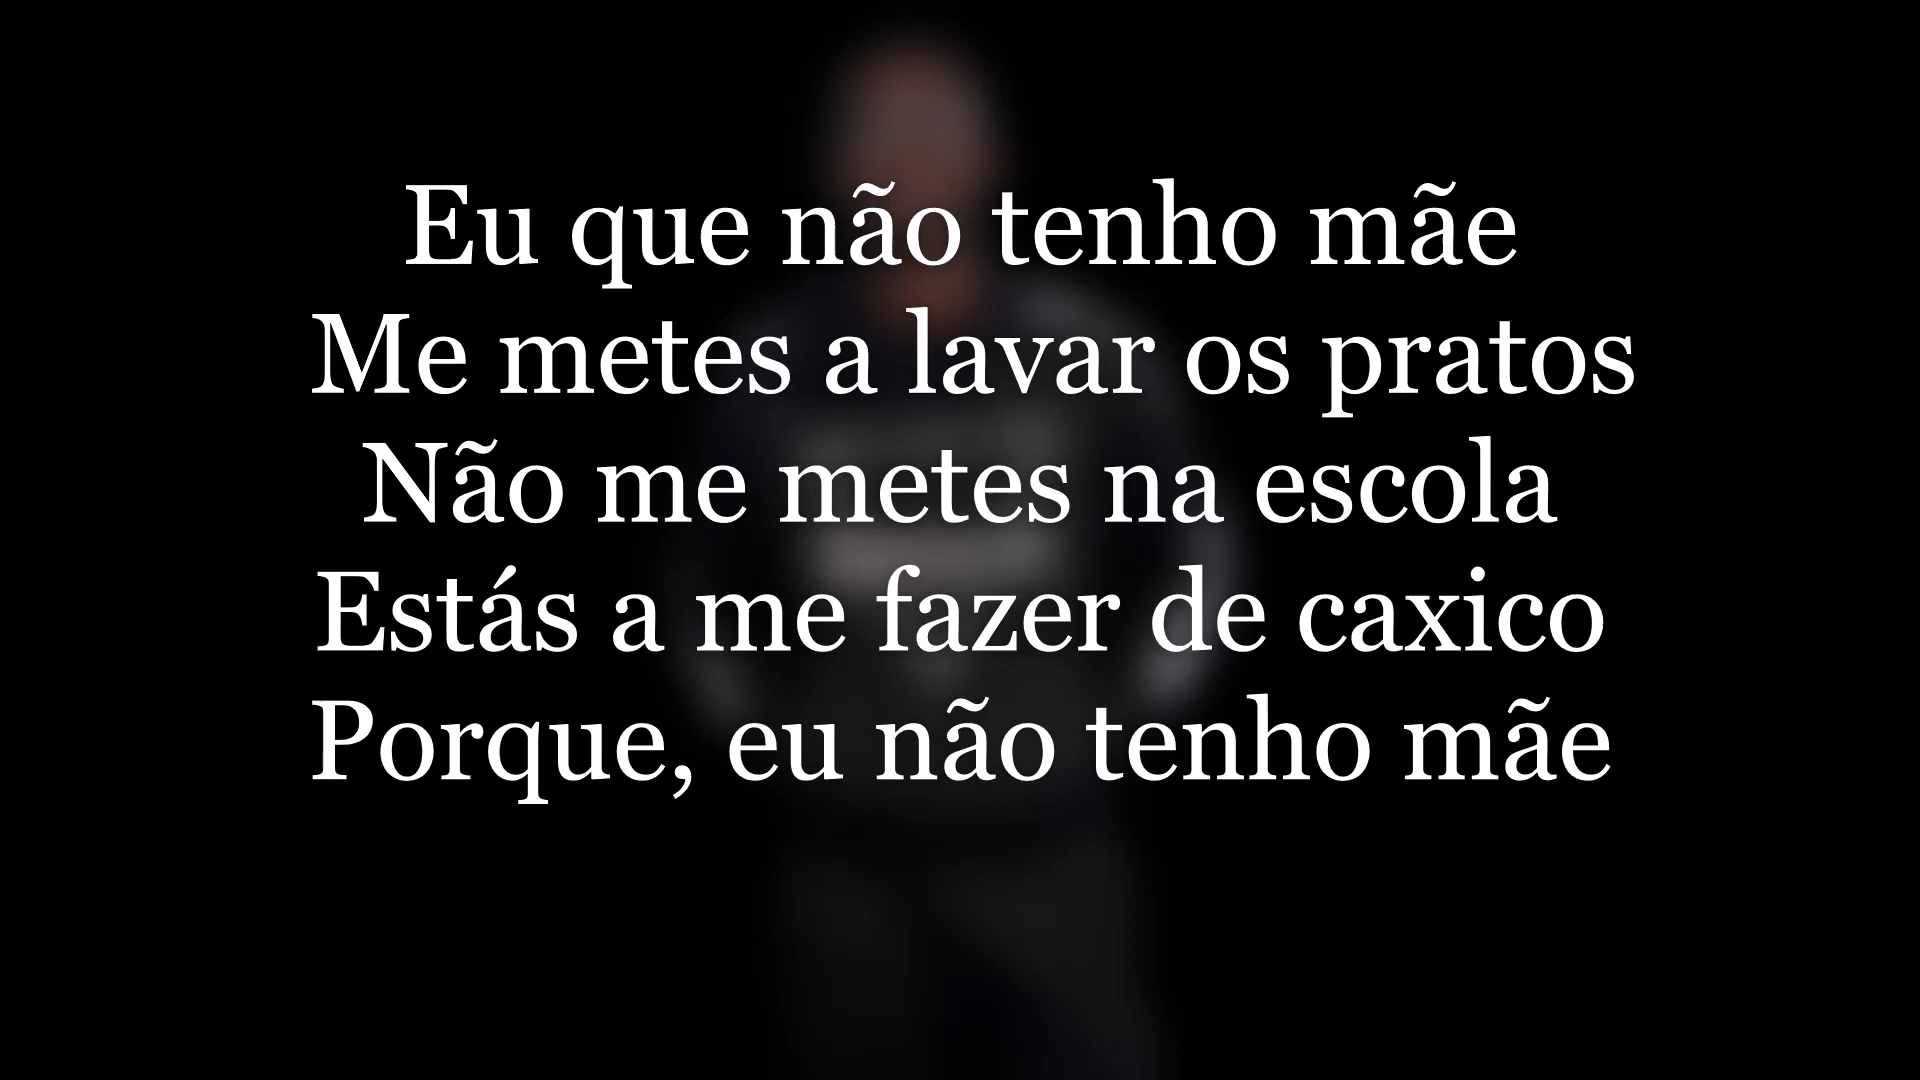 Eu que não tenho mãe
Me metes a lavar os pratos
Não me metes na escola
Estás a me fazer de caxico
Porque, eu não tenho mãe